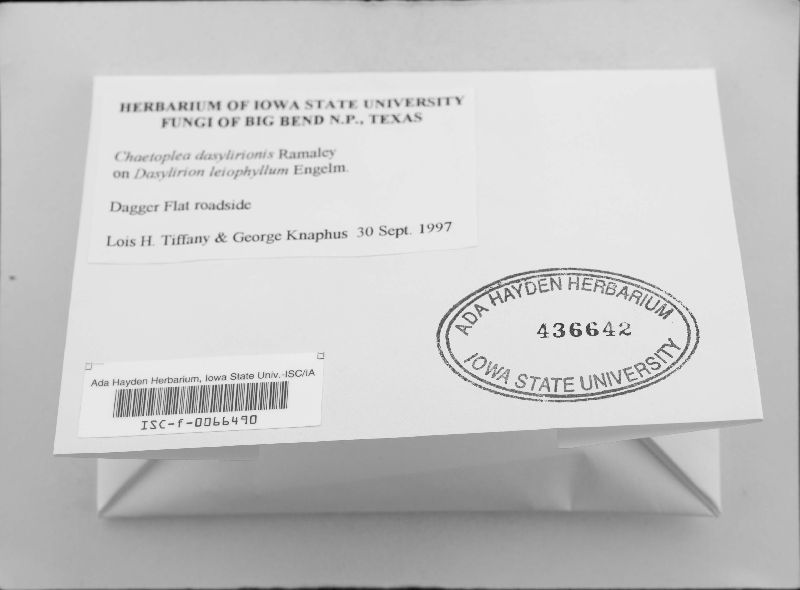 HERBARIUM OF IOWA STATE UNIVERSITY
FUNGI OF BIG BEND N.P., TEXAS
Chaetoplea dasylirionis Ramaley
on Dasylirion leiophyllum Engelm.
Dagger Flat roadside
Lois H. Tiffany & George Knaphus 30 Sept. 1997
ADA HAYDEN HERBARIUM
436642
IOWA STATE UNIVERSITY
Ada Hayden Herbarium, Iowa State Univ.-ISC/IA
ISC-f-0066490